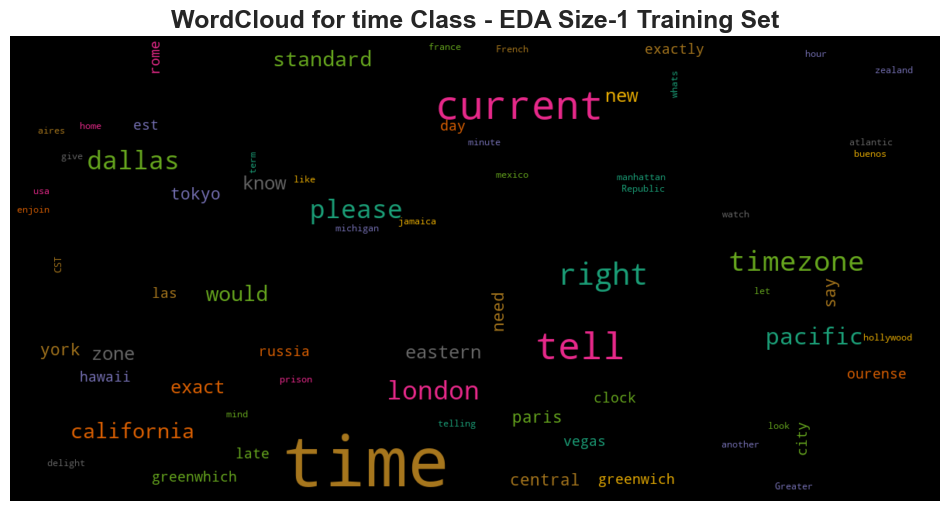 WordCloud for time Class - EDA Size-1 Training Set
rome
france
French
exactly
hour
standard
zealand
whats
current
new
aires
home
est
day
minute
atlantic
give
dallas
term
buenos
know
like
mexico
manhattan
usa
tokyo
Republic
enjoin
please
jamaica
watch
michigan
CST
right
timezone
las
would
need
let
say
york
zone
russia
eastern
tell
pacific
hollywood
hawaii
exact
prison
london
ourense
clock
mind
telling
paris
look
california
time
vegas
another
city
delight
late
greenwhich
central
greenwich
Greater